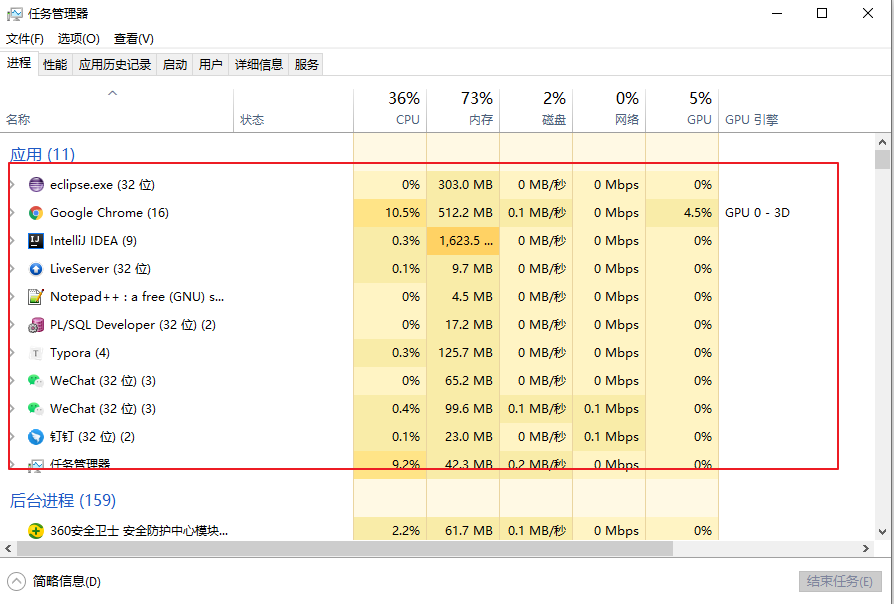 任务管理器
文件(F) 选项(O) 查看(V)
进程 性能 应用历史记录 启动 用户 详细信息 服务
36% 73% 2% 0% 5%
名称 状态 CPU 内存 磁盘 网络 GPU GPU 引擎
应用 (11)
eclipse.exe (32 位) 0% 303.0 MB 0 MB/秒 0 Mbps 0%
Google Chrome (16) 10.5% 512.2 MB 0.1 MB/秒 0 Mbps 4.5% GPU 0 - 3D
IntelliJ IDEA (9) 0.3% 1,623.5 ... 0 MB/秒 0 Mbps 0%
LiveServer (32 位) 0.1% 9.7 MB 0 MB/秒 0 Mbps 0%
Notepad++ : a free (GNU) s... 0% 4.5 MB 0 MB/秒 0 Mbps 0%
PL/SQL Developer (32 位) (2) 0% 17.2 MB 0 MB/秒 0 Mbps 0%
T Typora (4) 0.3% 125.7 MB 0 MB/秒 0 Mbps 0%
WeChat (32 位) (3) 0% 65.2 MB 0 MB/秒 0 Mbps 0%
WeChat (32 位) (3) 0.4% 99.6 MB 0.1 MB/秒 0.1 Mbps 0%
钉钉 (32 位) (2) 0.1% 23.0 MB 0 MB/秒 0.1 Mbps 0%
任务管理器 9.2% 42.3 MB 0.2 MB/秒 0 Mbps 0%
后台进程 (159)
360安全卫士 安全防护中心模块... 2.2% 61.7 MB 0.1 MB/秒 0 Mbps 0%
简略信息(D) 结束任务(E)